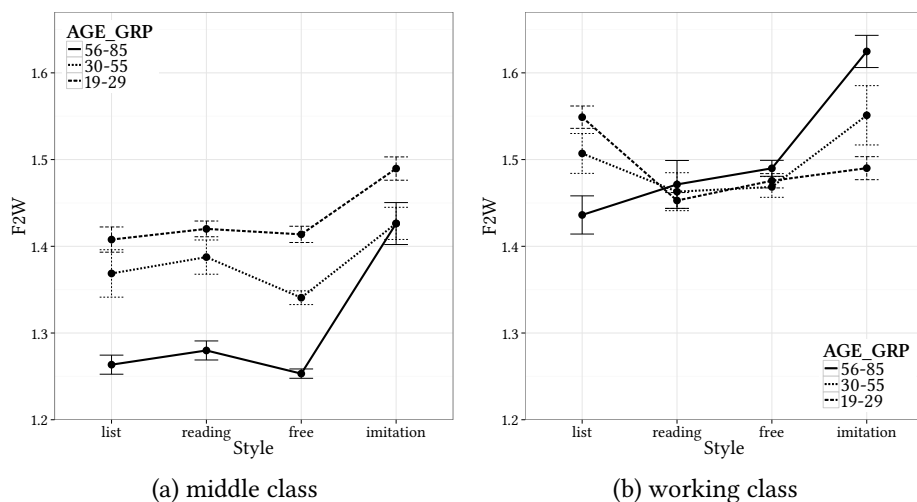 AGE_GRP
56-85
30-55
19-29
1.6
1.5
1.4
1.3
1.2
F2W
list reading free imitation
Style
(a) middle class
1.6
1.5
1.4
1.3
1.2
F2W
AGE_GRP
56-85
30-55
19-29
list reading free imitation
Style
(b) working class